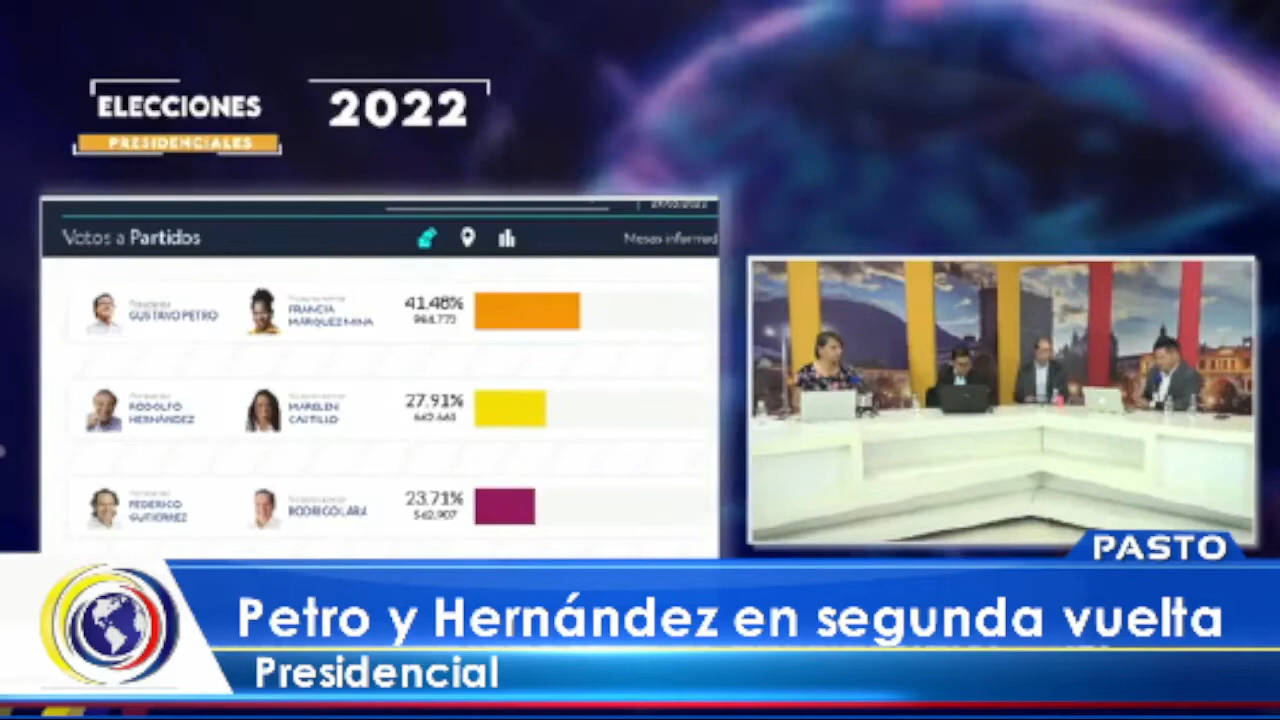 ELECCIONES
2022
PRESIDENCIALES
Votos a Partidos
Mesas informad
GUSTAVO PETRO
FRANCIA
MÁRQUEZ MINA
41.48%
RODOLFO
HERNÁNDEZ
MARELEN
CASTILLO
27.91%
FEDERICO
GUTIERREZ
RODRIGO LARA
23.71%
562.907
PASTO
Petro y Hernández en segunda vuelta
Presidencial